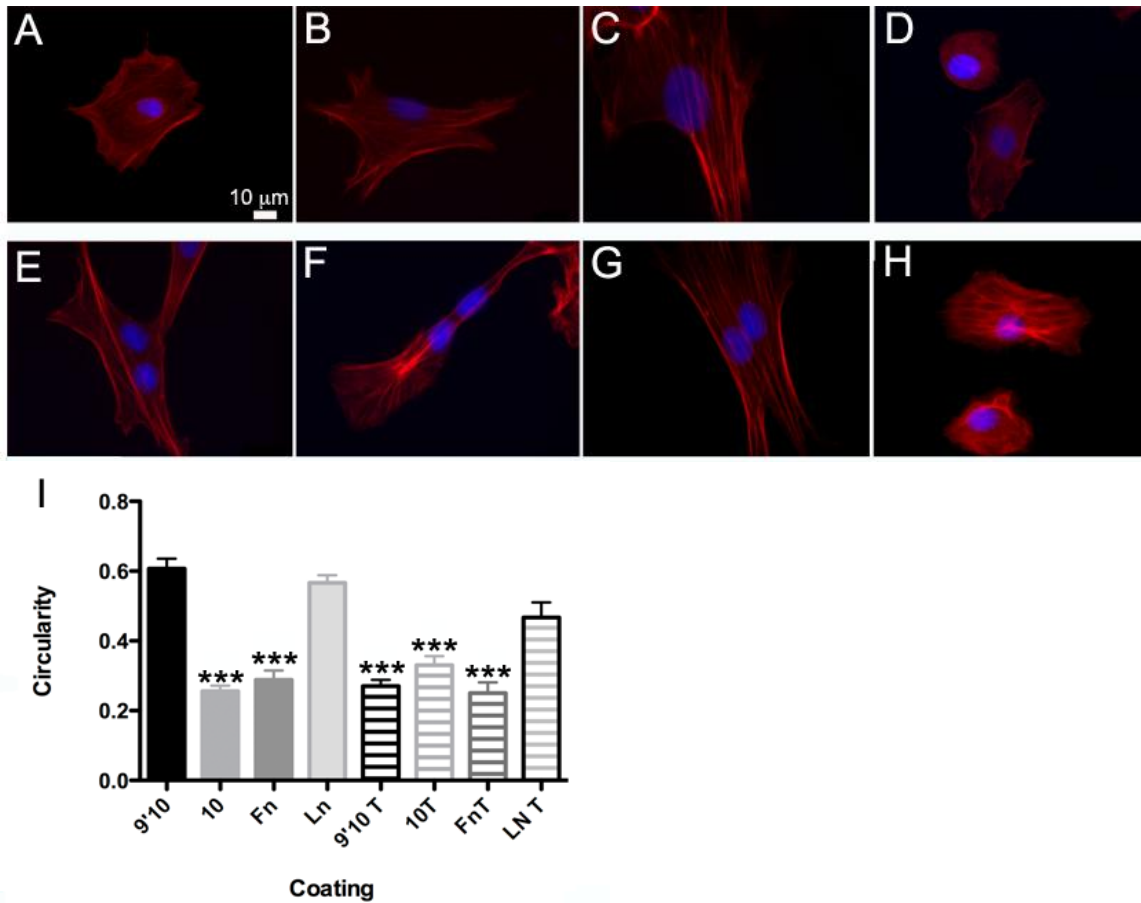 A
B
C
D
10 µm
E
F
G
H
I
0.8
0.6
0.4
0.2
0.0
Circularity
***
***
***
***
***
9'10
10
Fn
Ln
9'10 T
10T
FnT
LN T
Coating